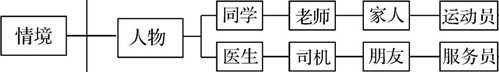 情境
人物
同学 老师 家人 运动员
医生 司机 朋友 服务员